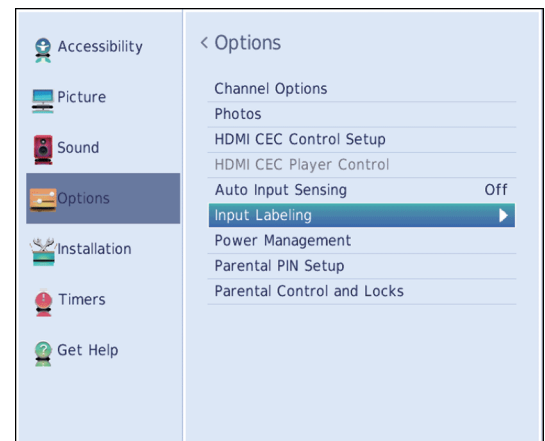 Accessibility
Picture
Sound
Options
Installation
Timers
Get Help
< Options
Channel Options
Photos
HDMI CEC Control Setup
HDMI CEC Player Control
Auto Input Sensing Off
Input Labeling
Power Management
Parental PIN Setup
Parental Control and Locks